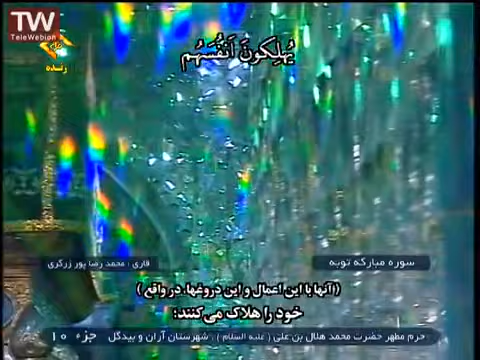 TW
TeleWebion
زنده
يُهلِكونَ اَنفُسَهُم
سوره مبارکه توبه
قاری : محمد رضا پور زرگری
( آنها با این اعمال و این دروغها، در واقع )
خود را هلاک می‌کنند؛
حرم مطهر حضرت محمد هلال بن علی ( علیه السلام ) . شهرستان آران و بیدگل
جزء ۱۰